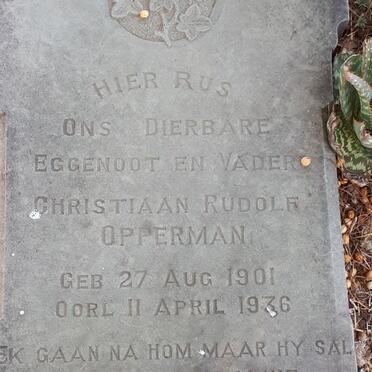 HIER RUS
ONS DIERBARE
EGGENOOT EN VADER
CHRISTIAAN RUDOLF
OPPERMAN
GEB 27 AUG 1901
OORL 11 APRIL 1936
EK GAAN NA HOM MAAR HY SAL